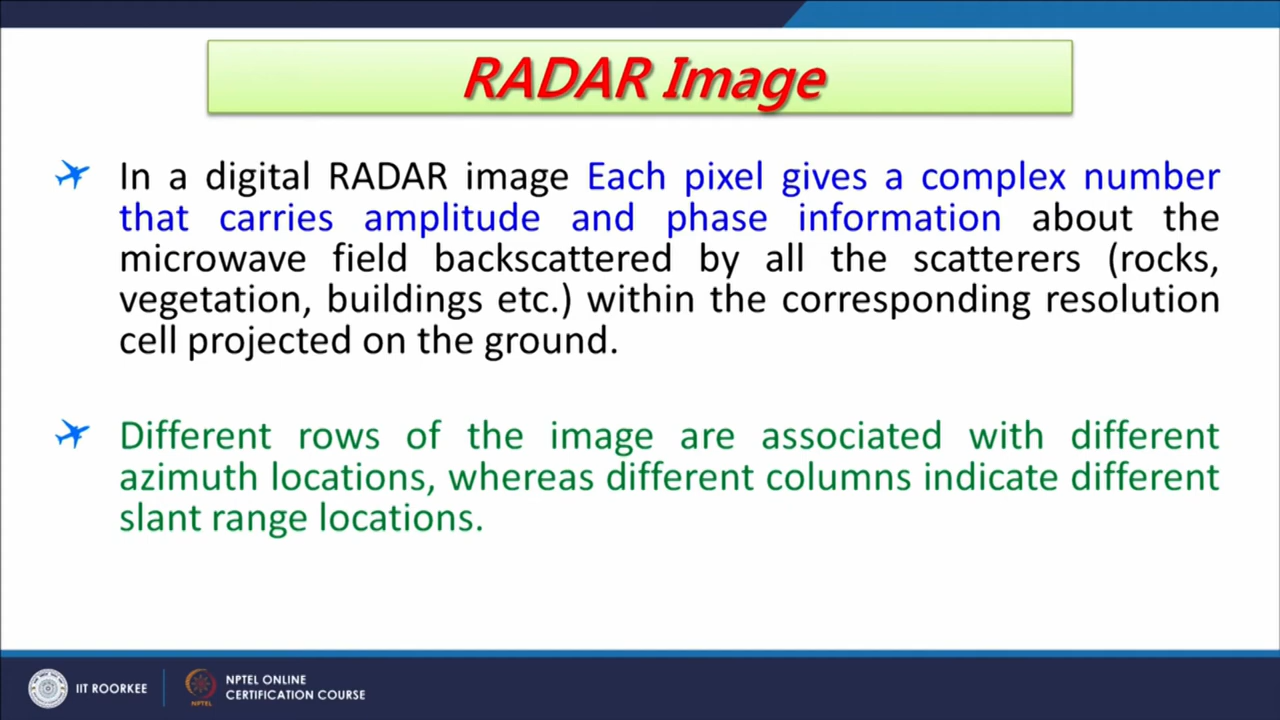 RADAR Image
In a digital RADAR image Each pixel gives a complex number
that carries amplitude and phase information about the
microwave field backscattered by all the scatterers (rocks,
vegetation, buildings etc.) within the corresponding resolution
cell projected on the ground.
Different rows of the image are associated with different
azimuth locations, whereas different columns indicate different
slant range locations.
IIT ROORKEE
NPTEL
NPTEL ONLINE
CERTIFICATION COURSE